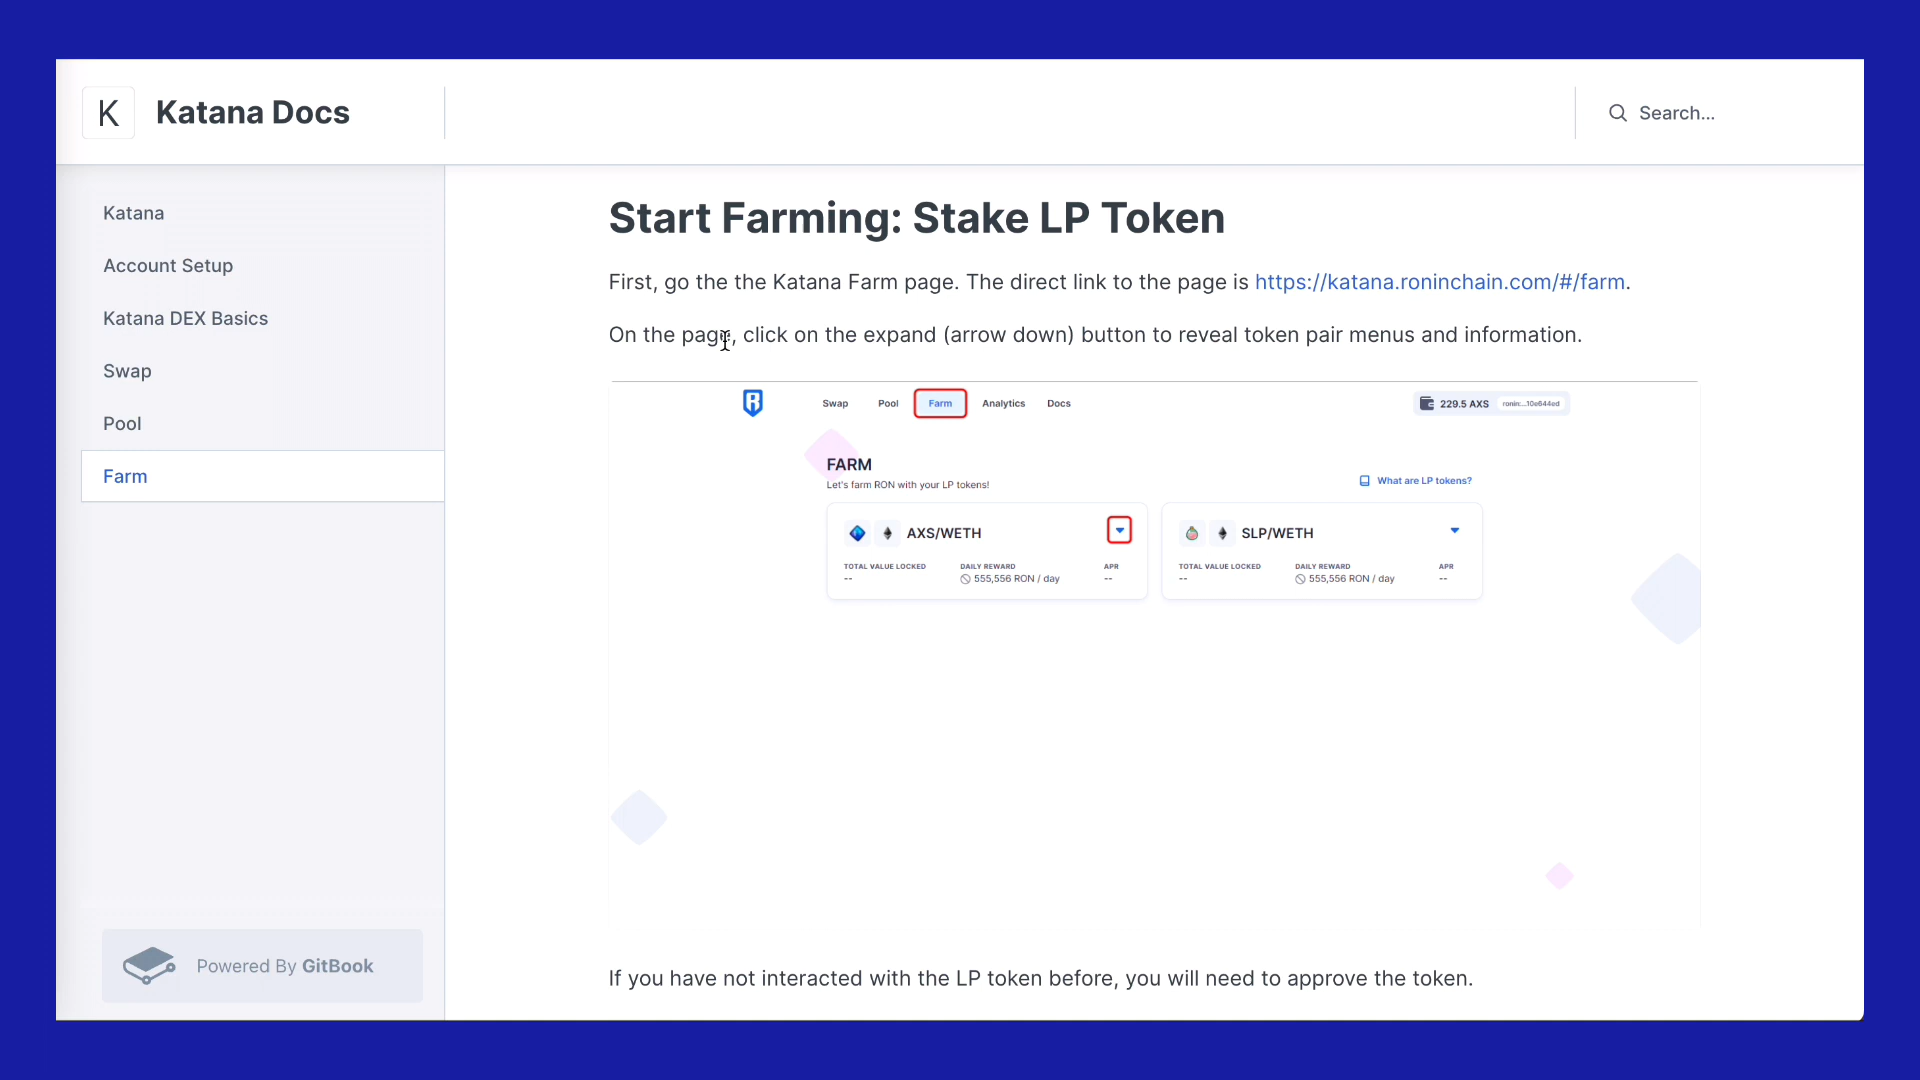 K Katana Docs
Search...
Katana
Account Setup
Katana DEX Basics
Swap
Pool
Farm
Powered By GitBook
Start Farming: Stake LP Token
First, go the the Katana Farm page. The direct link to the page is https://katana.roninchain.com/#/farm.
On the page, click on the expand (arrow down) button to reveal token pair menus and information.
Swap Pool Farm Analytics Docs 229.5 AXS ronin:...10e644ed
FARM
Let's farm RON with your LP tokens!
What are LP tokens?
AXS/WETH
TOTAL VALUE LOCKED DAILY REWARD APR
-- 555,556 RON / day --
SLP/WETH
TOTAL VALUE LOCKED DAILY REWARD APR
-- 555,556 RON / day --
If you have not interacted with the LP token before, you will need to approve the token.